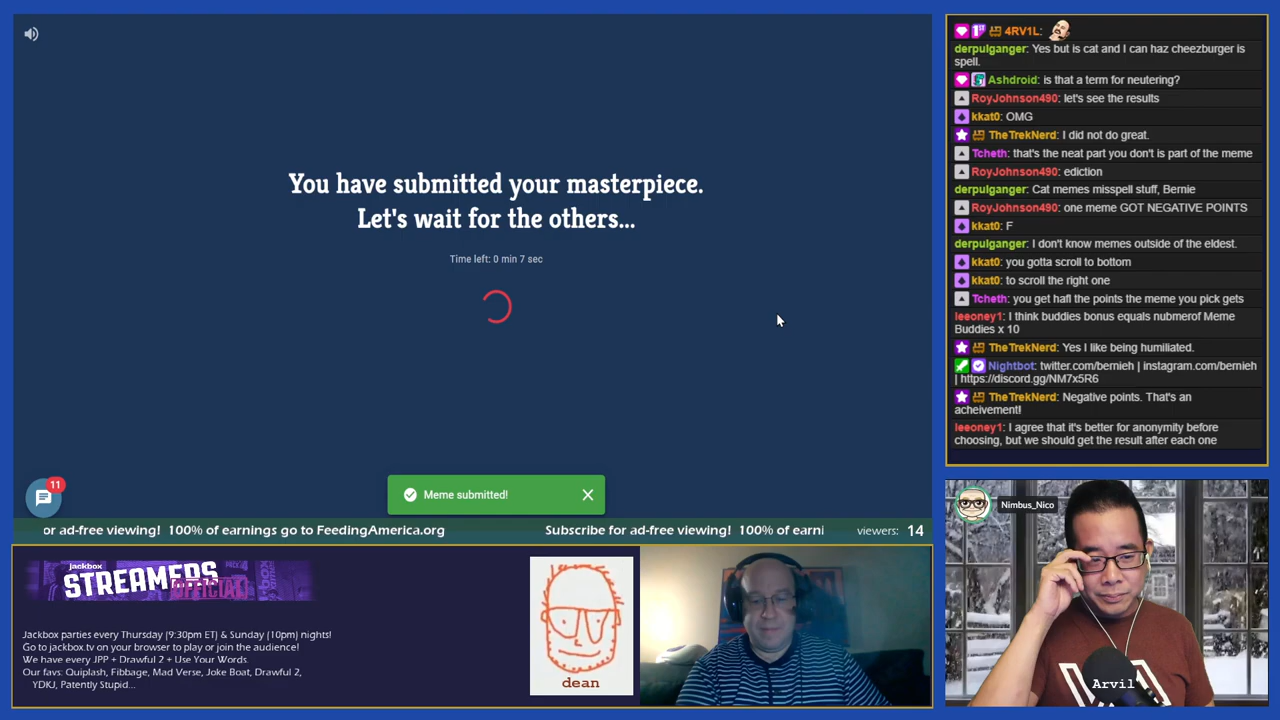 You have submitted your masterpiece.
Let's wait for the others...
Time left: 0 min 7 sec
11
Meme submitted!
or ad-free viewing!  100% of earnings go to FeedingAmerica.org
Subscribe for ad-free viewing!  100% of earni
viewers: 14
jackbox
STREAMERS
OFFICIAL
Jackbox parties every Thursday (9:30pm ET) & Sunday (10pm) nights!
Go to jackbox.tv on your browser to play or join the audience!
We have every JPP + Drawful 2 + Use Your Words.
Our favs: Quiplash, Fibbage, Mad Verse, Joke Boat, Drawful 2,
YDKJ, Patently Stupid...
dean
4RV1L:
derpulganger: Yes but is cat and I can haz cheezburger is
spell.
Ashdroid: is that a term for neutering?
RoyJohnson490: let's see the results
kkat0: OMG
TheTrekNerd: I did not do great.
Tcheth: that's the neat part you don't is part of the meme
RoyJohnson490: ediction
derpulganger: Cat memes misspell stuff, Bernie
RoyJohnson490: one meme GOT NEGATIVE POINTS
kkat0: F
derpulganger: I don't know memes outside of the eldest.
kkat0: you gotta scroll to bottom
kkat0: to scroll the right one
Tcheth: you get hafl the points the meme you pick gets
leeoney1: I think buddies bonus equals nubmerof Meme
Buddies x 10
TheTrekNerd: Yes I like being humiliated.
Nightbot: twitter.com/bernieh | instagram.com/bernieh
| https://discord.gg/NM7x5R6
TheTrekNerd: Negative points. That's an
acheivement!
leeoney1: I agree that it's better for anonymity before
choosing, but we should get the result after each one
Nimbus_Nico
Arvil